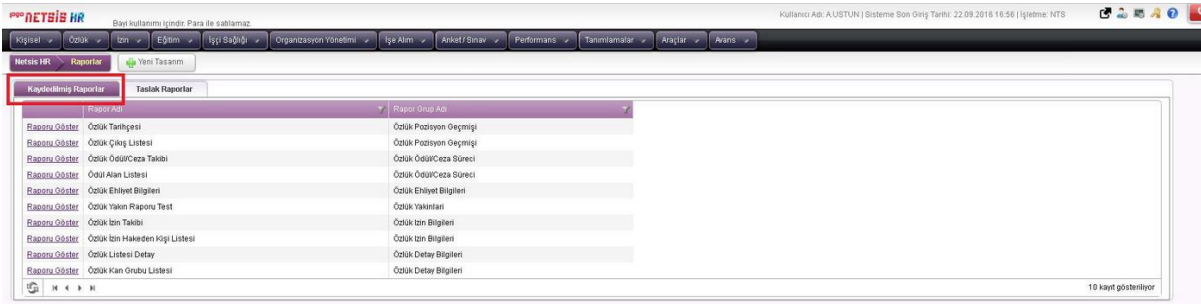 logo NETSİS HR
Bayi kullanımı içindir. Para ile satılamaz.
Kullanıcı Adı: A.USTUN | Sisteme Son Giriş Tarihi: 22.09.2016 16:56 | İşletme: NTS
Kişisel Özlük İzin Eğitim İşçi Sağlığı Organizasyon Yönetimi İşe Alım Anket / Sınav Performans Tanımlamalar Araçlar Avans
Netsis HR Raporlar Yeni Tasarım
Kaydedilmiş Raporlar Taslak Raporlar
Rapor Adı Rapor Grup Adı
Raporu Göster Özlük Tarihçesi Özlük Pozisyon Geçmişi
Raporu Göster Özlük Çıkış Listesi Özlük Pozisyon Geçmişi
Raporu Göster Özlük Ödül/Ceza Takibi Özlük Ödül/Ceza Süreci
Raporu Göster Ödül Alan Listesi Özlük Ödül/Ceza Süreci
Raporu Göster Özlük Ehliyet Bilgileri Özlük Ehliyet Bilgileri
Raporu Göster Özlük Yakın Raporu Test Özlük Yakinlari
Raporu Göster Özlük İzin Takibi Özlük Izin Bilgileri
Raporu Göster Özlük İzin Hakeden Kişi Listesi Özlük Izin Bilgileri
Raporu Göster Özlük Listesi Detay Özlük Detay Bilgileri
Raporu Göster Özlük Kan Grubu Listesi Özlük Detay Bilgileri
10 kayıt gösteriliyor